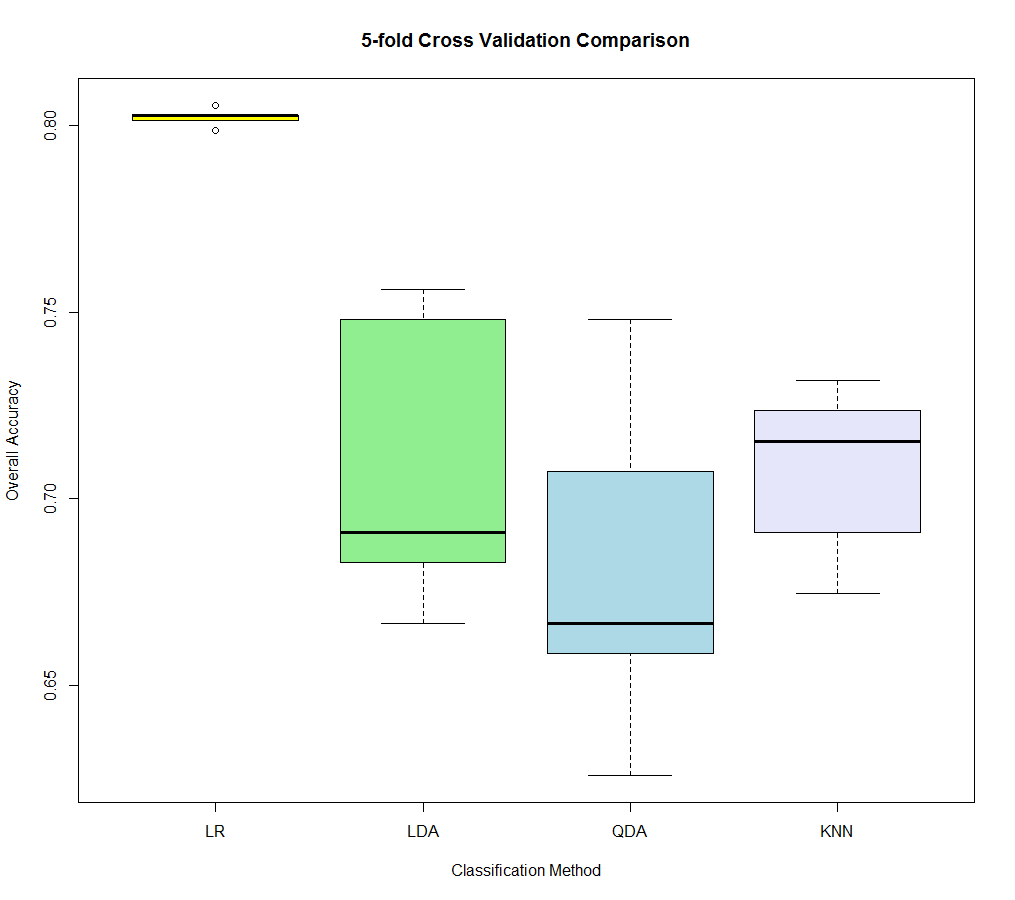 5-fold Cross Validation Comparison
0.80
0.75
0.70
0.65
Overall Accuracy
LR LDA QDA KNN
Classification Method